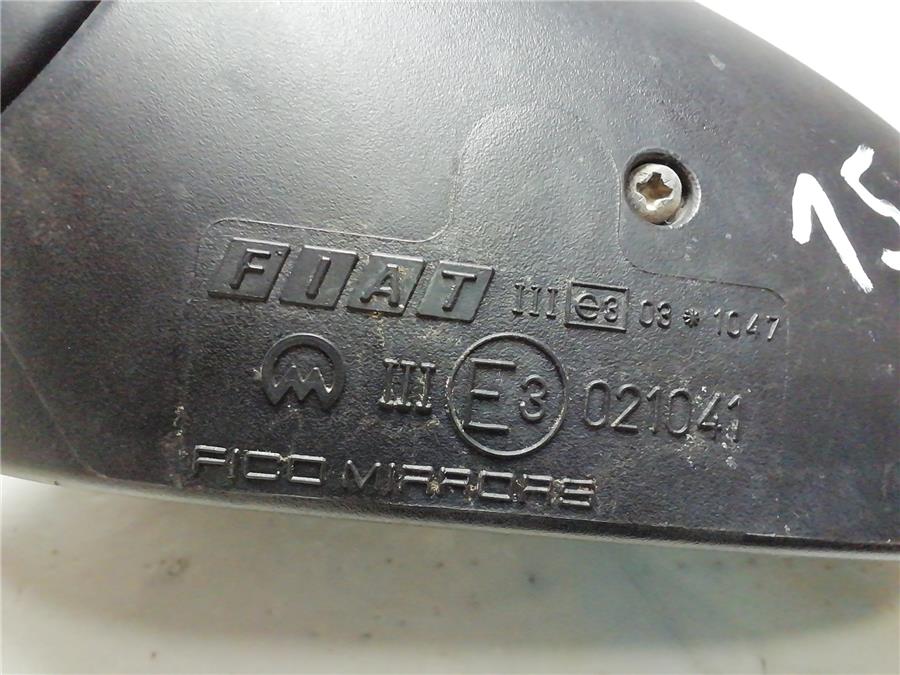 FIAT III e3 03*1047
III E3 021041
FICO MIRRORS
15